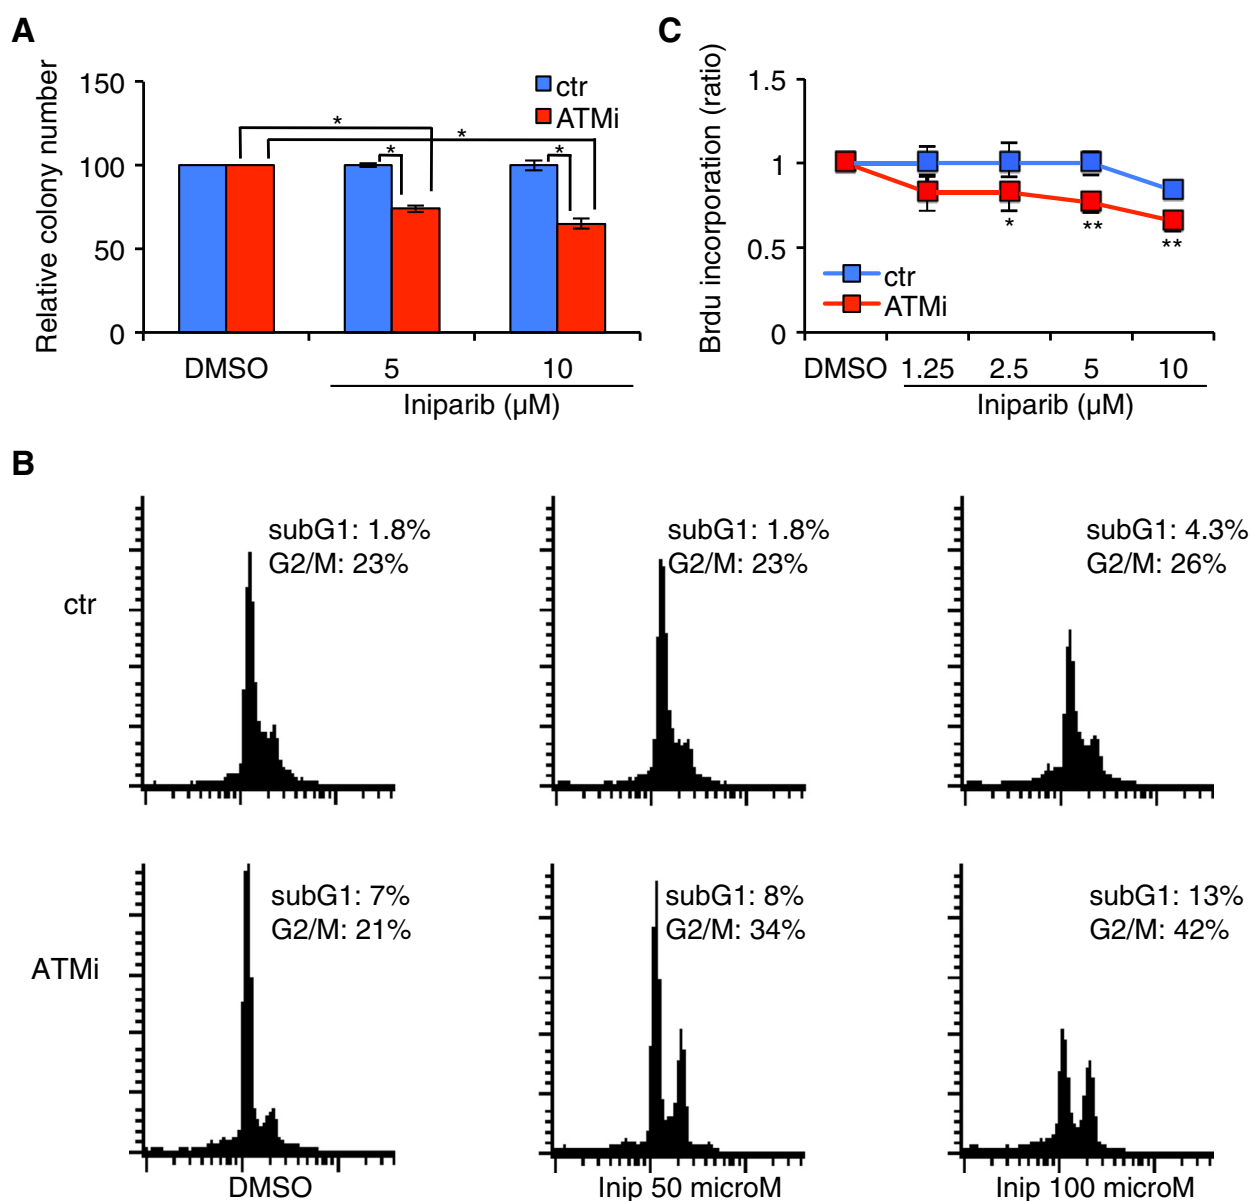 A
Relative colony number
150
100
50
0
ctr
ATMi
*
*
*
*
DMSO
5
10
Iniparib (µM)
C
Brdu incorporation (ratio)
1.5
1
0.5
0
*
**
**
ctr
ATMi
DMSO
1.25
2.5
5
10
Iniparib (µM)
B
ctr
subG1: 1.8%
G2/M: 23%
subG1: 1.8%
G2/M: 23%
subG1: 4.3%
G2/M: 26%
ATMi
subG1: 7%
G2/M: 21%
subG1: 8%
G2/M: 34%
subG1: 13%
G2/M: 42%
DMSO
Inip 50 microM
Inip 100 microM